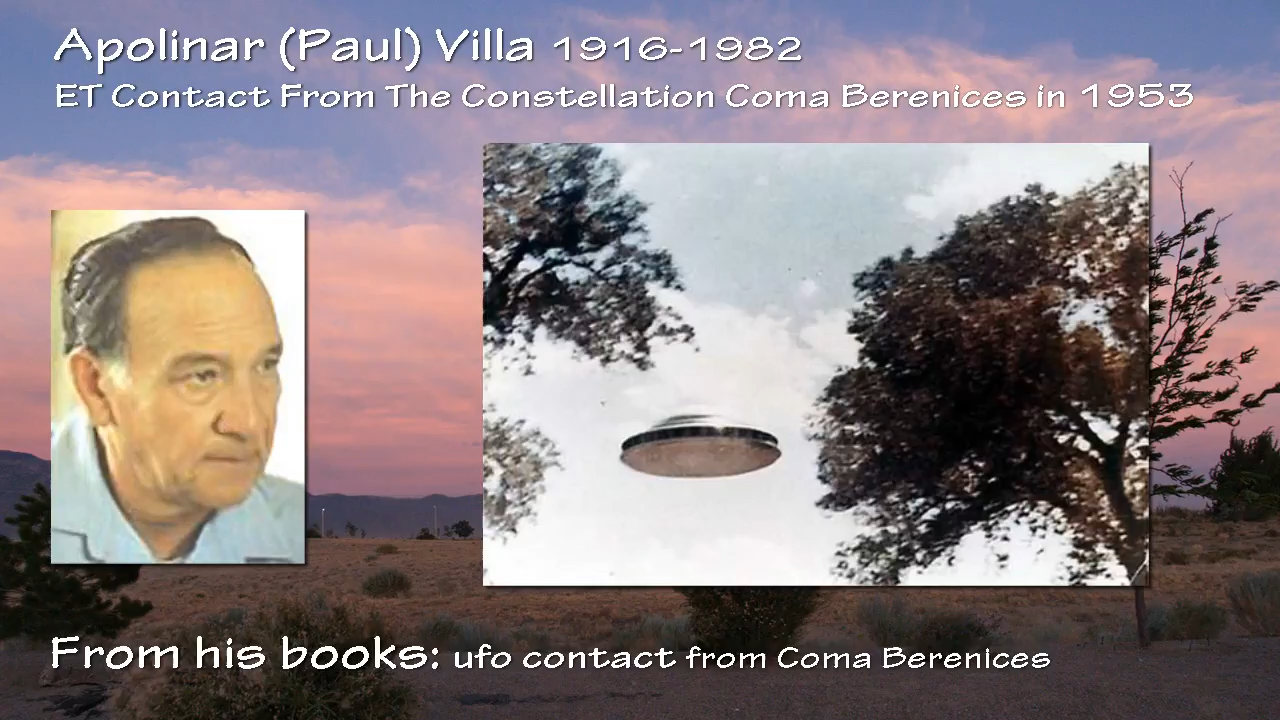 Apolinar (Paul) Villa 1916-1982
ET Contact From The Constellation Coma Berenices in 1953
From his books: ufo contact from Coma Berenices